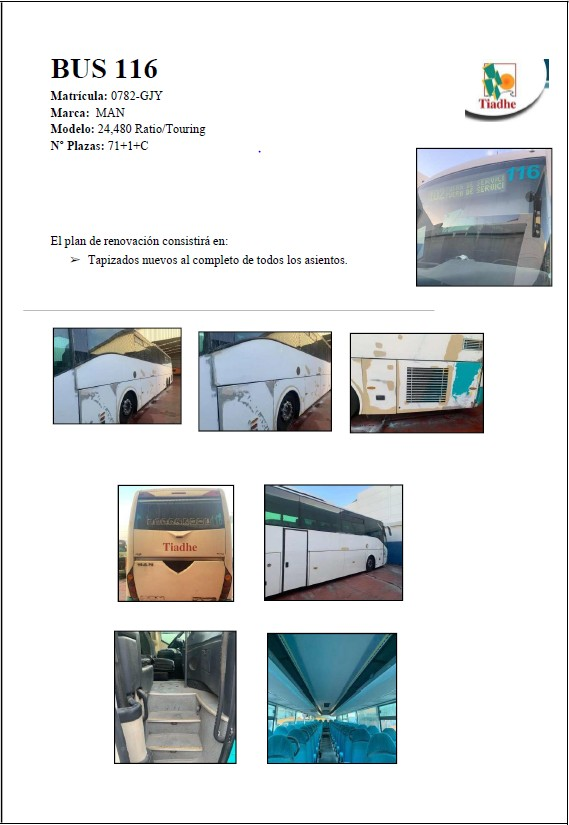 BUS 116
Matrícula: 0782-GJY
Marca: MAN
Modelo: 24,480 Ratio/Touring
Nº Plazas: 71+1+C
Tiadhe
116
El plan de renovación consistirá en:
➢ Tapizados nuevos al completo de todos los asientos.
Tiadhe
MAN